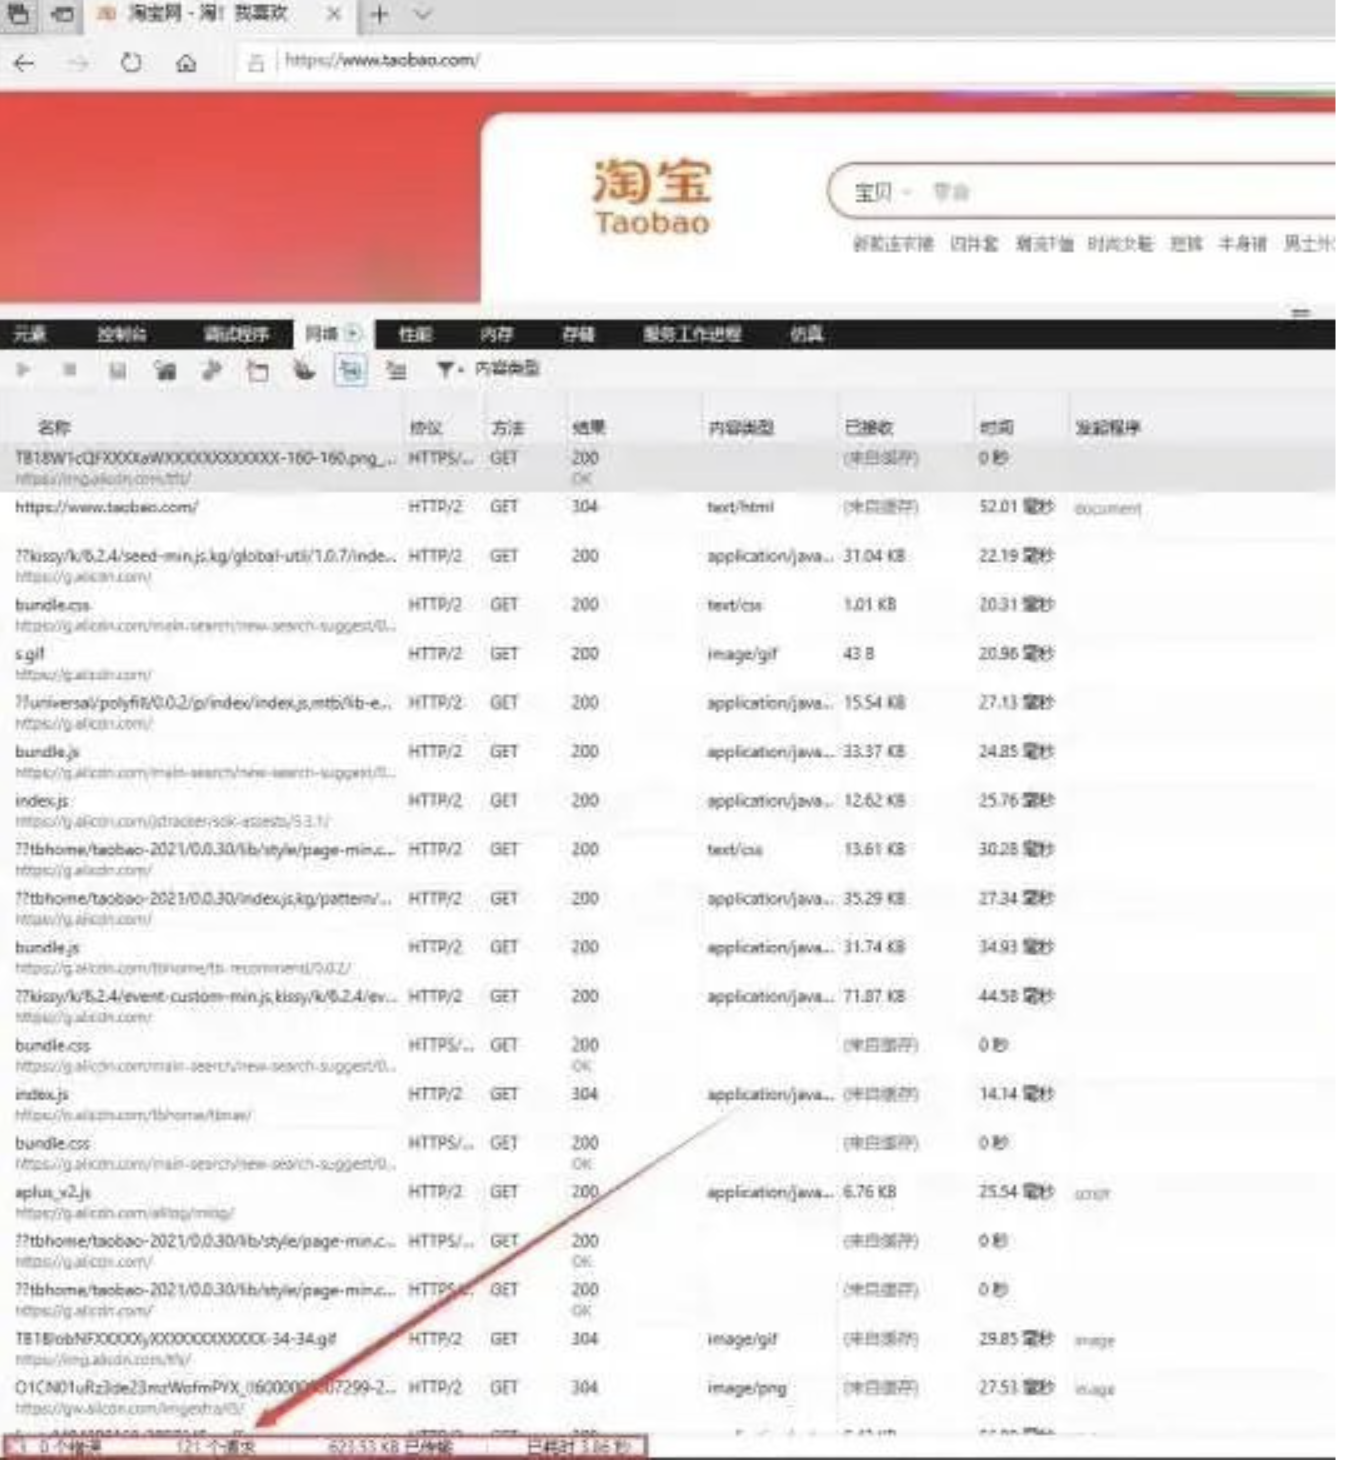 淘宝网 - 淘！我喜欢
https://www.taobao.com/
淘宝
Taobao
宝贝
新款连衣裙 四件套 潮流T恤 时尚女鞋 短裤 半身裙 男士外
元素 控制台 调试程序 网络 性能 内存 存储 服务工作进程 仿真
内容类型
名称 协议 方法 结果 内容类型 已接收 时间 发起程序
HTTPS/... GET 200 (来自缓存) 0 秒
https://img.alicdn.com/tfs/ OK
https://www.taobao.com/ HTTP/2 GET 304 text/html (来自缓存) 52.01 毫秒 document
??kissy/k/6.2.4/seed-min.js,kg/global-util/1.0.7/inde... HTTP/2 GET 200 application/java... 31.04 KB 22.19 毫秒
https://g.alicdn.com/
bundle.css HTTP/2 GET 200 text/css 1.01 KB 20.31 毫秒
https://g.alicdn.com/main-search/new-search-suggest/0...
s.gif HTTP/2 GET 200 image/gif 43 B 20.96 毫秒
https://g.alicdn.com/
??universal/polyfill/0.0.2/p/index/index.js,mtb/lib-e... HTTP/2 GET 200 application/java... 15.54 KB 27.13 毫秒
https://g.alicdn.com/
bundle.js HTTP/2 GET 200 application/java... 33.37 KB 24.85 毫秒
https://g.alicdn.com/main-search/new-search-suggest/0...
index.js HTTP/2 GET 200 application/java... 12.62 KB 25.76 毫秒
https://g.alicdn.com/jstracker/sdk-assests/5.3.1/
??tbhome/taobao-2021/0.0.30/lib/style/page-min.c... HTTP/2 GET 200 text/css 13.61 KB 30.28 毫秒
https://g.alicdn.com/
??tbhome/taobao-2021/0.0.30/index.js,kg/pattern/... HTTP/2 GET 200 application/java... 35.29 KB 27.34 毫秒
https://g.alicdn.com/
bundle.js HTTP/2 GET 200 application/java... 31.74 KB 34.93 毫秒
https://g.alicdn.com/tbhome/tb-recommend/0.0.2/
??kissy/k/6.2.4/event-custom-min.js,kissy/k/6.2.4/ev... HTTP/2 GET 200 application/java... 71.87 KB 44.58 毫秒
https://g.alicdn.com/
bundle.css HTTPS/... GET 200 (来自缓存) 0 秒
https://g.alicdn.com/main-search/new-search-suggest/0... OK
index.js HTTP/2 GET 304 application/java... (来自缓存) 14.14 毫秒
bundle.css HTTPS/... GET 200 (来自缓存) 0 秒
https://g.alicdn.com/main-search/new-search-suggest/0... OK
aplus_v2.js HTTP/2 GET 200 application/java... 6.76 KB 25.54 毫秒 script
https://g.alicdn.com/alilog/mlog/
??tbhome/taobao-2021/0.0.30/lib/style/page-min.c... HTTPS/... GET 200 (来自缓存) 0 秒
https://g.alicdn.com/ OK
??tbhome/taobao-2021/0.0.30/lib/style/page-min.c... GET 200 (来自缓存) 0 秒
https://g.alicdn.com/ OK
HTTP/2 GET 304 image/gif (来自缓存) 29.85 毫秒 image
https://img.alicdn.com/tfs/
HTTP/2 GET 304 image/png (来自缓存) 27.53 毫秒 image
https://gw.alicdn.com/imgextra/i3/
0 个错误 121 个请求 623.53 KB 已传输 已耗时 3.86 秒